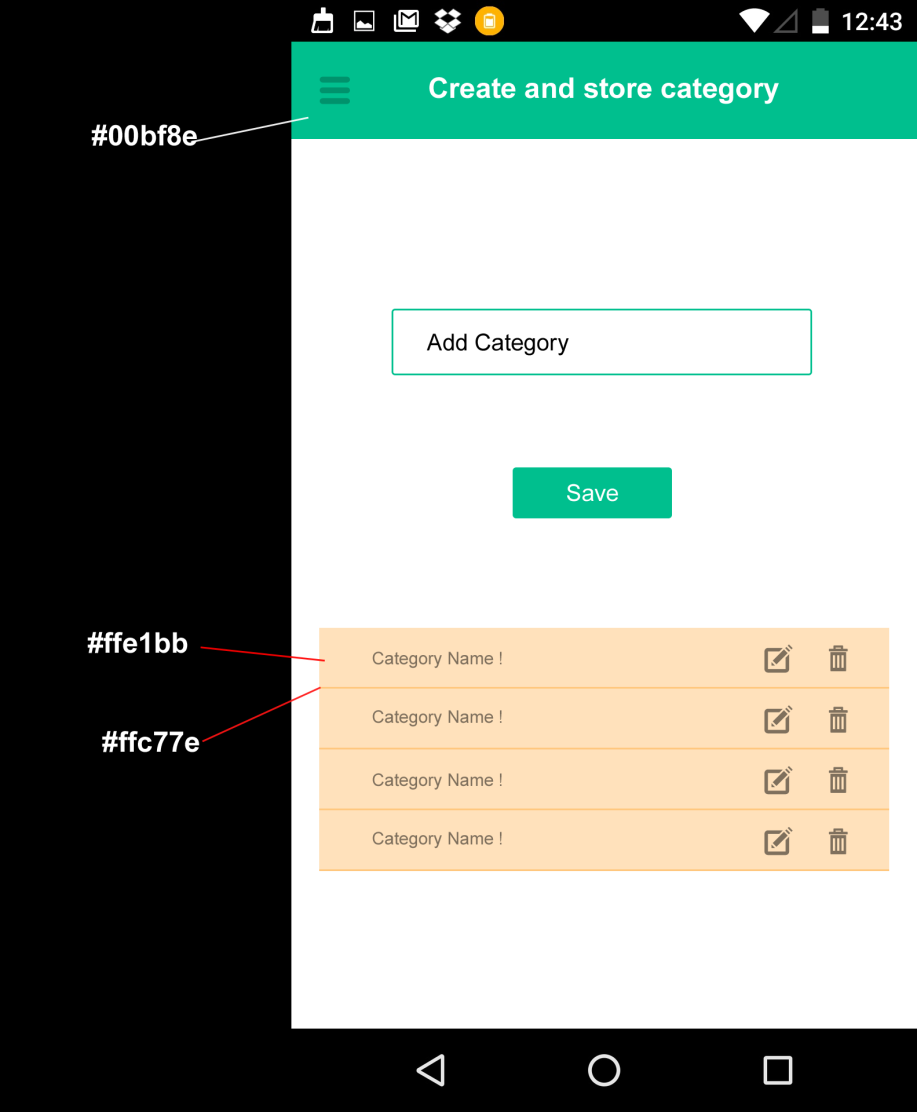 12:43
Create and store category
#00bf8e
Add Category
Save
#ffe1bb
Category Name !
#ffc77e
Category Name !
Category Name !
Category Name !